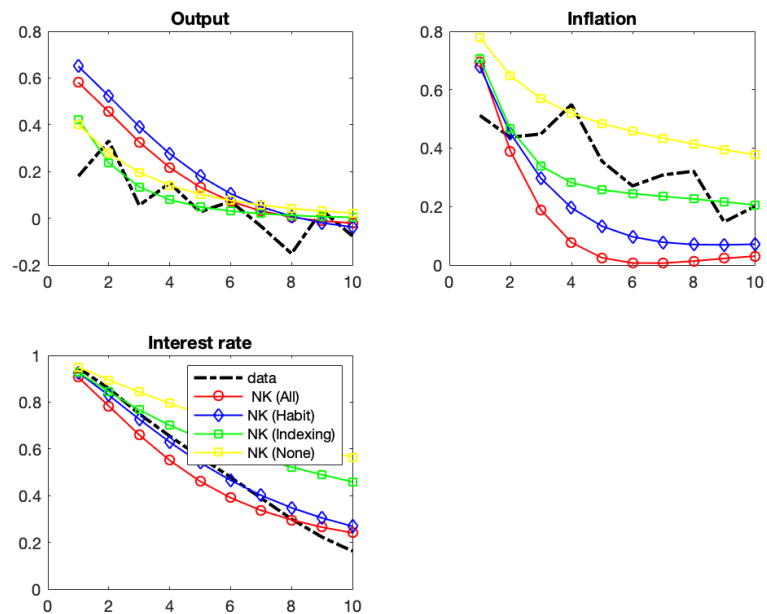 Output
0.8
0.6
0.4
0.2
0
-0.2
0 2 4 6 8 10
Inflation
0.8
0.6
0.4
0.2
0
0 2 4 6 8 10
Interest rate
1
0.8
0.6
0.4
0.2
0
0 2 4 6 8 10
data
NK (All)
NK (Habit)
NK (Indexing)
NK (None)